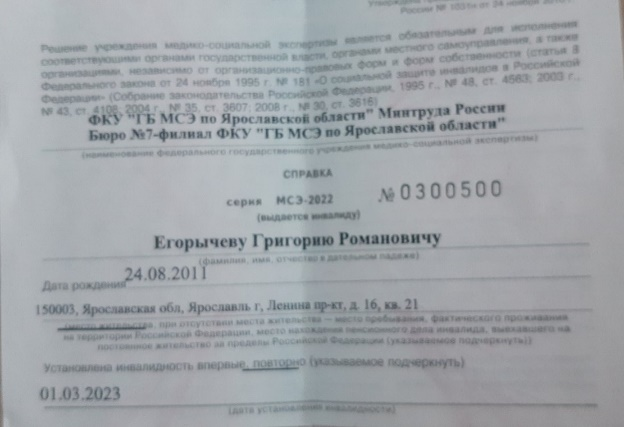 Утверждена
России № 1031н от 24 ноября 2010 г.
Решение учреждения медико-социальной экспертизы является обязательным для исполнения
соответствующими органами государственной власти, органами местного самоуправления, а также
организациями, независимо от организационно-правовых форм и форм собственности (статья 8
Федерального закона от 24 ноября 1995 г. № 181 «О социальной защите инвалидов в Российской
Федерации» (Собрание законодательства Российской Федерации, 1995 г., № 48, ст. 4563; 2003 г.,
№ 43, ст. 4108; 2004 г., № 35, ст. 3607; 2008 г., № 30, ст. 3616)
ФКУ "ГБ МСЭ по Ярославской области" Минтруда России
Бюро №7-филиал ФКУ "ГБ МСЭ по Ярославской области"
(наименование федерального государственного учреждения медико-социальной экспертизы)
СПРАВКА
серия МСЭ-2022 № 0300500
(выдается инвалиду)
Егорычеву Григорию Романовичу
(фамилия, имя, отчество в дательном падеже)
Дата рождения 24.08.2011
150003, Ярославская обл, Ярославль г, Ленина пр-кт, д. 16, кв. 21
(место жительства, при отсутствии места жительства – место пребывания, фактического проживания
на территории Российской Федерации, место нахождения пенсионного дела инвалида, выехавшего на
постоянное жительство за пределы Российской Федерации (указываемое подчеркнуть))
Установлена инвалидность впервые, повторно (указываемое подчеркнуть)
01.03.2023
(дата установления инвалидности)